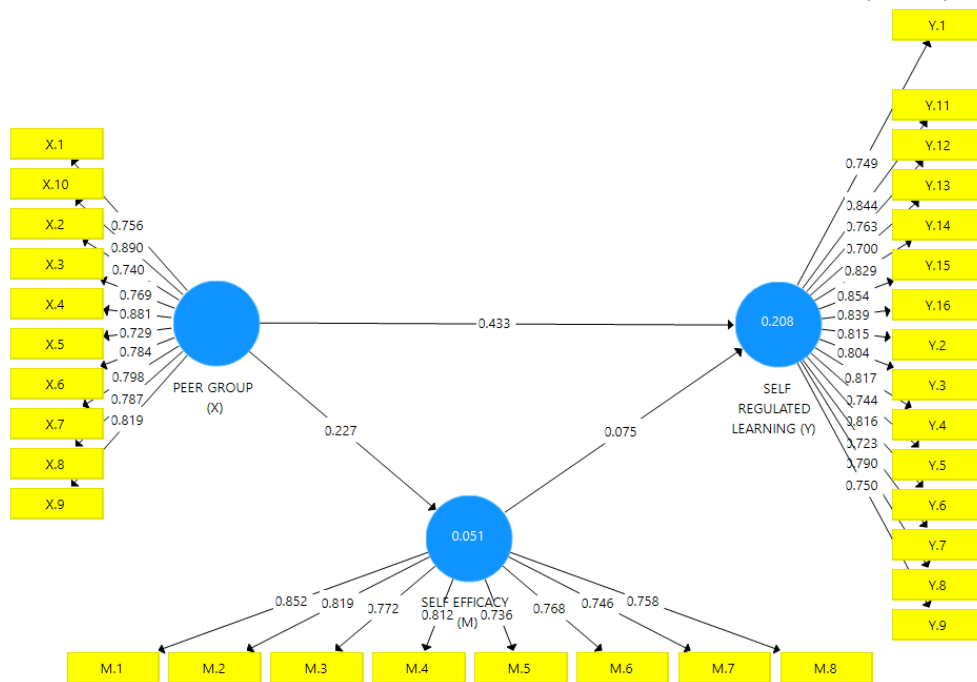 Y.1
Y.11
Y.12
Y.13
Y.14
Y.15
Y.16
Y.2
Y.3
Y.4
Y.5
Y.6
Y.7
Y.8
Y.9
0.749
0.844
0.763
0.700
0.829
0.854
0.839
0.815
0.804
0.817
0.744
0.816
0.723
0.790
0.750
X.1
X.10
X.2
X.3
X.4
X.5
X.6
X.7
X.8
X.9
0.756
0.890
0.740
0.769
0.881
0.729
0.784
0.798
0.787
0.819
PEER GROUP
(X)
0.433
0.208
SELF
REGULATED
LEARNING (Y)
0.227
0.075
0.051
SELF EFFICACY
(M)
0.852
0.819
0.772
0.812
0.736
0.768
0.746
0.758
M.1
M.2
M.3
M.4
M.5
M.6
M.7
M.8